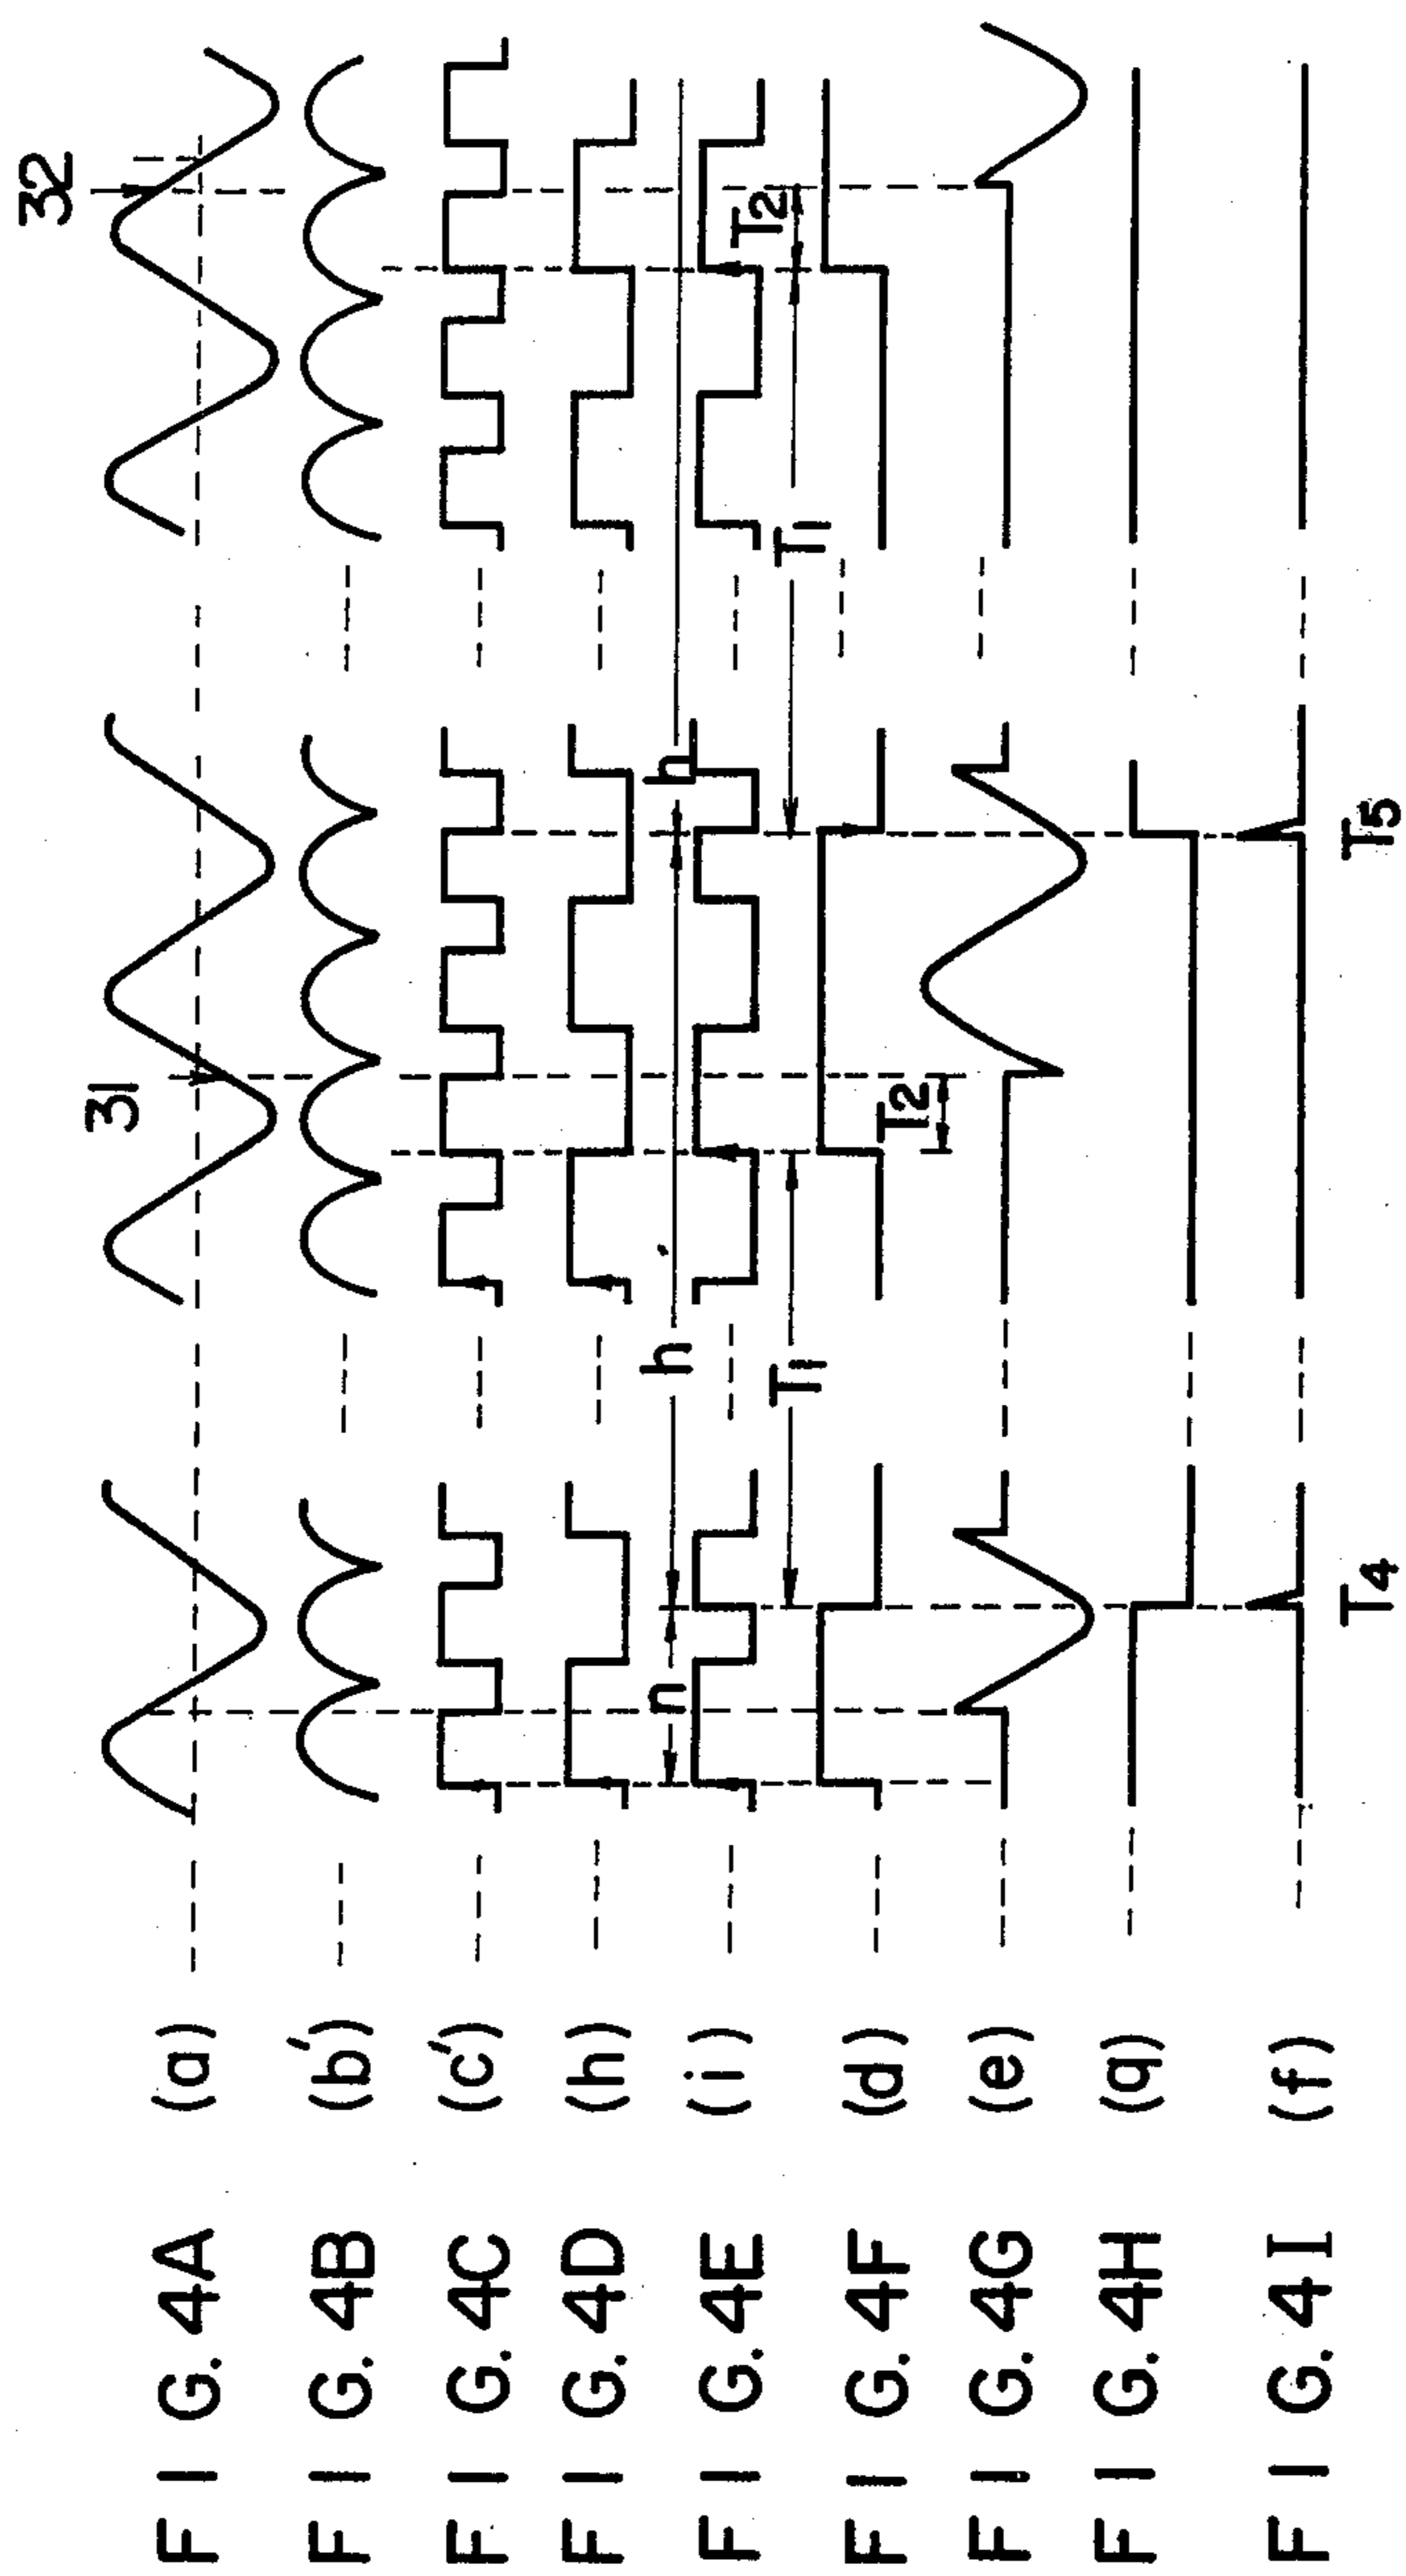 FIG. 4A (a)
31
32
FIG. 4B (b')
FIG. 4C (c')
FIG. 4D (h)
n
h
h
FIG. 4E (i)
T1
T1
T2
FIG. 4F (d)
T2
FIG. 4G (e)
FIG. 4H (g)
FIG. 4I (f)
T4
T5